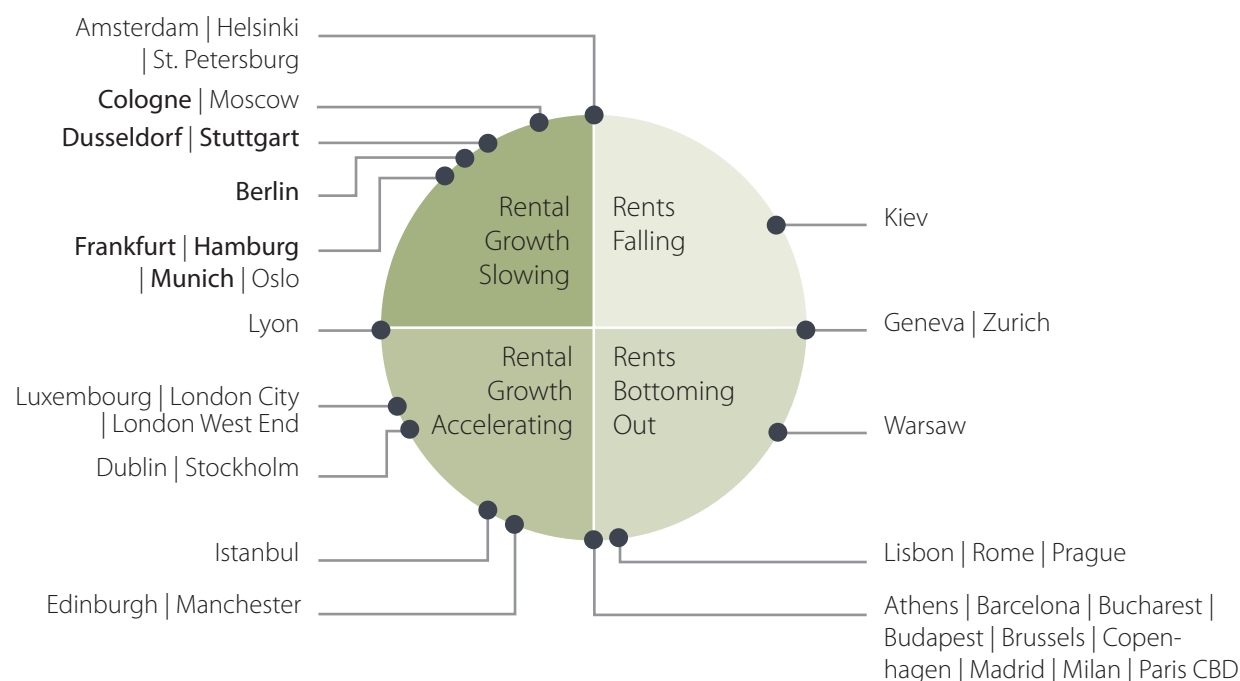 Amsterdam | Helsinki
| St. Petersburg
Cologne | Moscow
Dusseldorf | Stuttgart
Berlin
Frankfurt | Hamburg
| Munich | Oslo
Lyon
Luxembourg | London City
| London West End
Dublin | Stockholm
Istanbul
Edinburgh | Manchester
Rental
Growth
Slowing
Rents
Falling
Rental
Growth
Accelerating
Rents
Bottoming
Out
Kiev
Geneva | Zurich
Warsaw
Lisbon | Rome | Prague
Athens | Barcelona | Bucharest |
Budapest | Brussels | Copen-
hagen | Madrid | Milan | Paris CBD